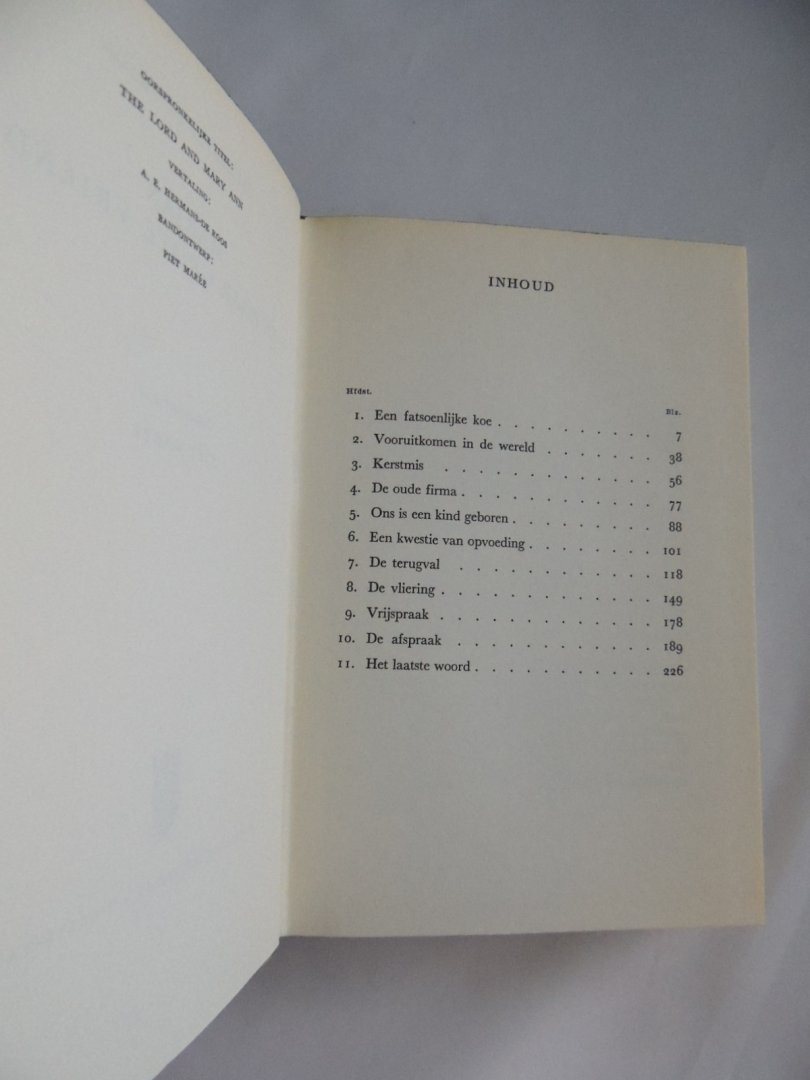 OORSPRONKELIJKE TITEL:
THE LORD AND MARY ANN
VERTALING:
A. E. HERMANS-DE ROOS
BANDONTWERP:
PIET MARÉE
INHOUD
Hfdst. Blz.
1. Een fatsoenlijke koe . . . . . . . . . . 7
2. Vooruitkomen in de wereld . . . . . . . 38
3. Kerstmis . . . . . . . . . . . . 56
4. De oude firma . . . . . . . . . . . . 77
5. Ons is een kind geboren . . . . . . . . . 88
6. Een kwestie van opvoeding . . . . . . . . 101
7. De terugval . . . . . . . . . . . 118
8. De vliering . . . . . . . . . . . . . 149
9. Vrijspraak . . . . . . . . . . . . . 178
10. De afspraak . . . . . . . . . . . 189
11. Het laatste woord . . . . . . . . . . . 226